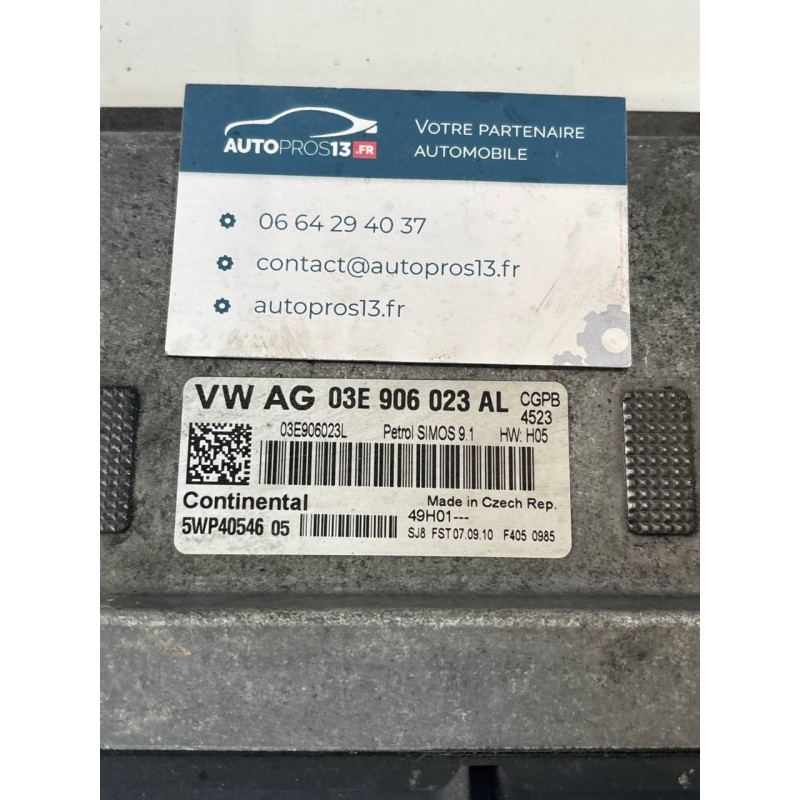 AUTOPROS13.FR
VOTRE PARTENAIRE
AUTOMOBILE
06 64 29 40 37
contact@autopros13.fr
autopros13.fr
VW AG 03E 906 023 AL CGPB
4523
03E906023L Petrol SIMOS 9.1 HW: H05
Continental Made in Czech Rep.
5WP40546 05 49H01---
SJ8 FST 07.09.10 F405 0985